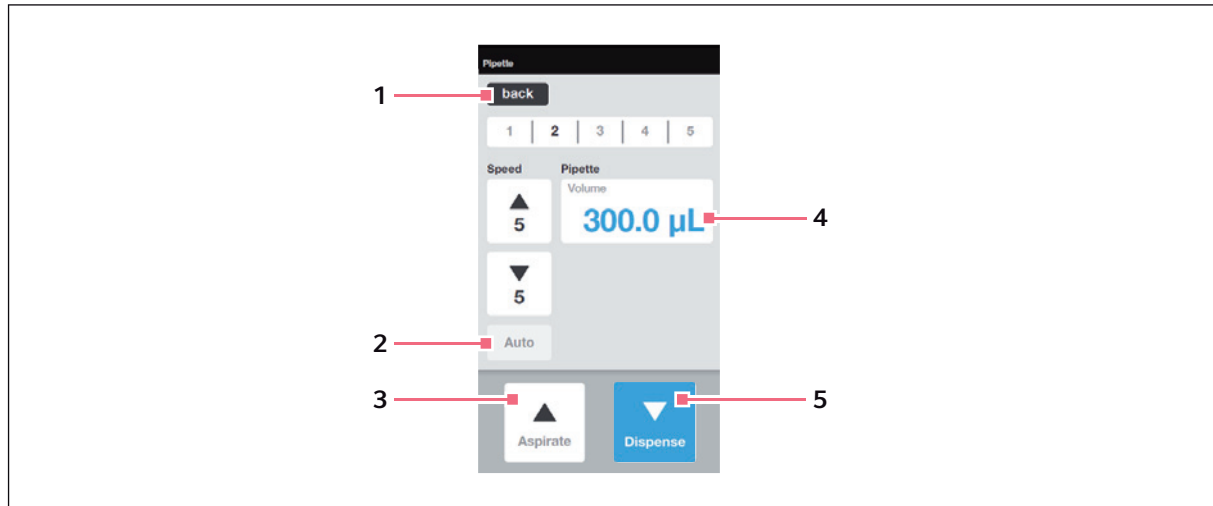 Pipette
1
back
1 2 3 4 5
Speed Pipette
Volume
5
300.0 µL
4
5
2
Auto
3
5
Aspirate
Dispense